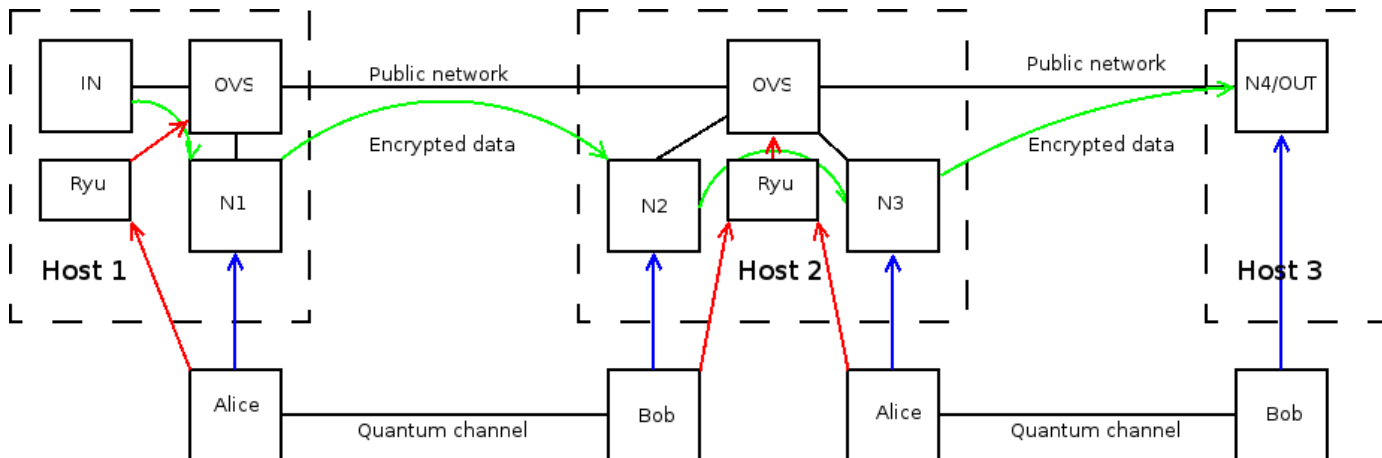 IN
OVS
Public network
OVS
Public network
N4/OUT
Encrypted data
Encrypted data
Ryu
N1
N2
Ryu
N3
Host 1
Host 2
Host 3
Alice
Quantum channel
Bob
Alice
Quantum channel
Bob